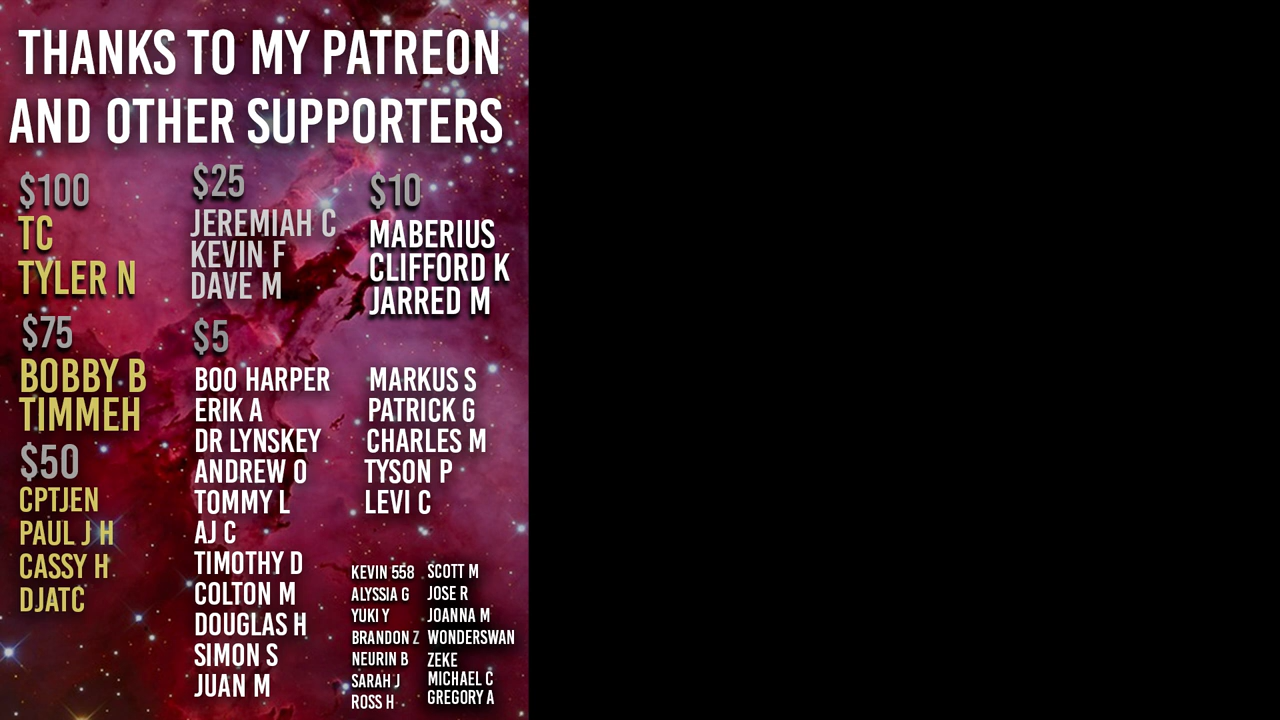 THANKS TO MY PATREON
AND OTHER SUPPORTERS
$100
TC
TYLER N
$75
BOBBY B
TIMMEH
$50
CPTJEN
PAUL J H
CASSY H
DJATC
$25
JEREMIAH C
KEVIN F
DAVE M
$5
BOO HARPER
ERIK A
DR LYNSKEY
ANDREW O
TOMMY L
AJ C
TIMOTHY D
COLTON M
DOUGLAS H
SIMON S
JUAN M
$10
MABERIUS
CLIFFORD K
JARRED M
MARKUS S
PATRICK G
CHARLES M
TYSON P
LEVI C
KEVIN 558
ALYSSIA G
YUKI Y
BRANDON Z
NEURIN B
SARAH J
ROSS H
SCOTT M
JOSE R
JOANNA M
WONDERSWAN
ZEKE
MICHAEL C
GREGORY A